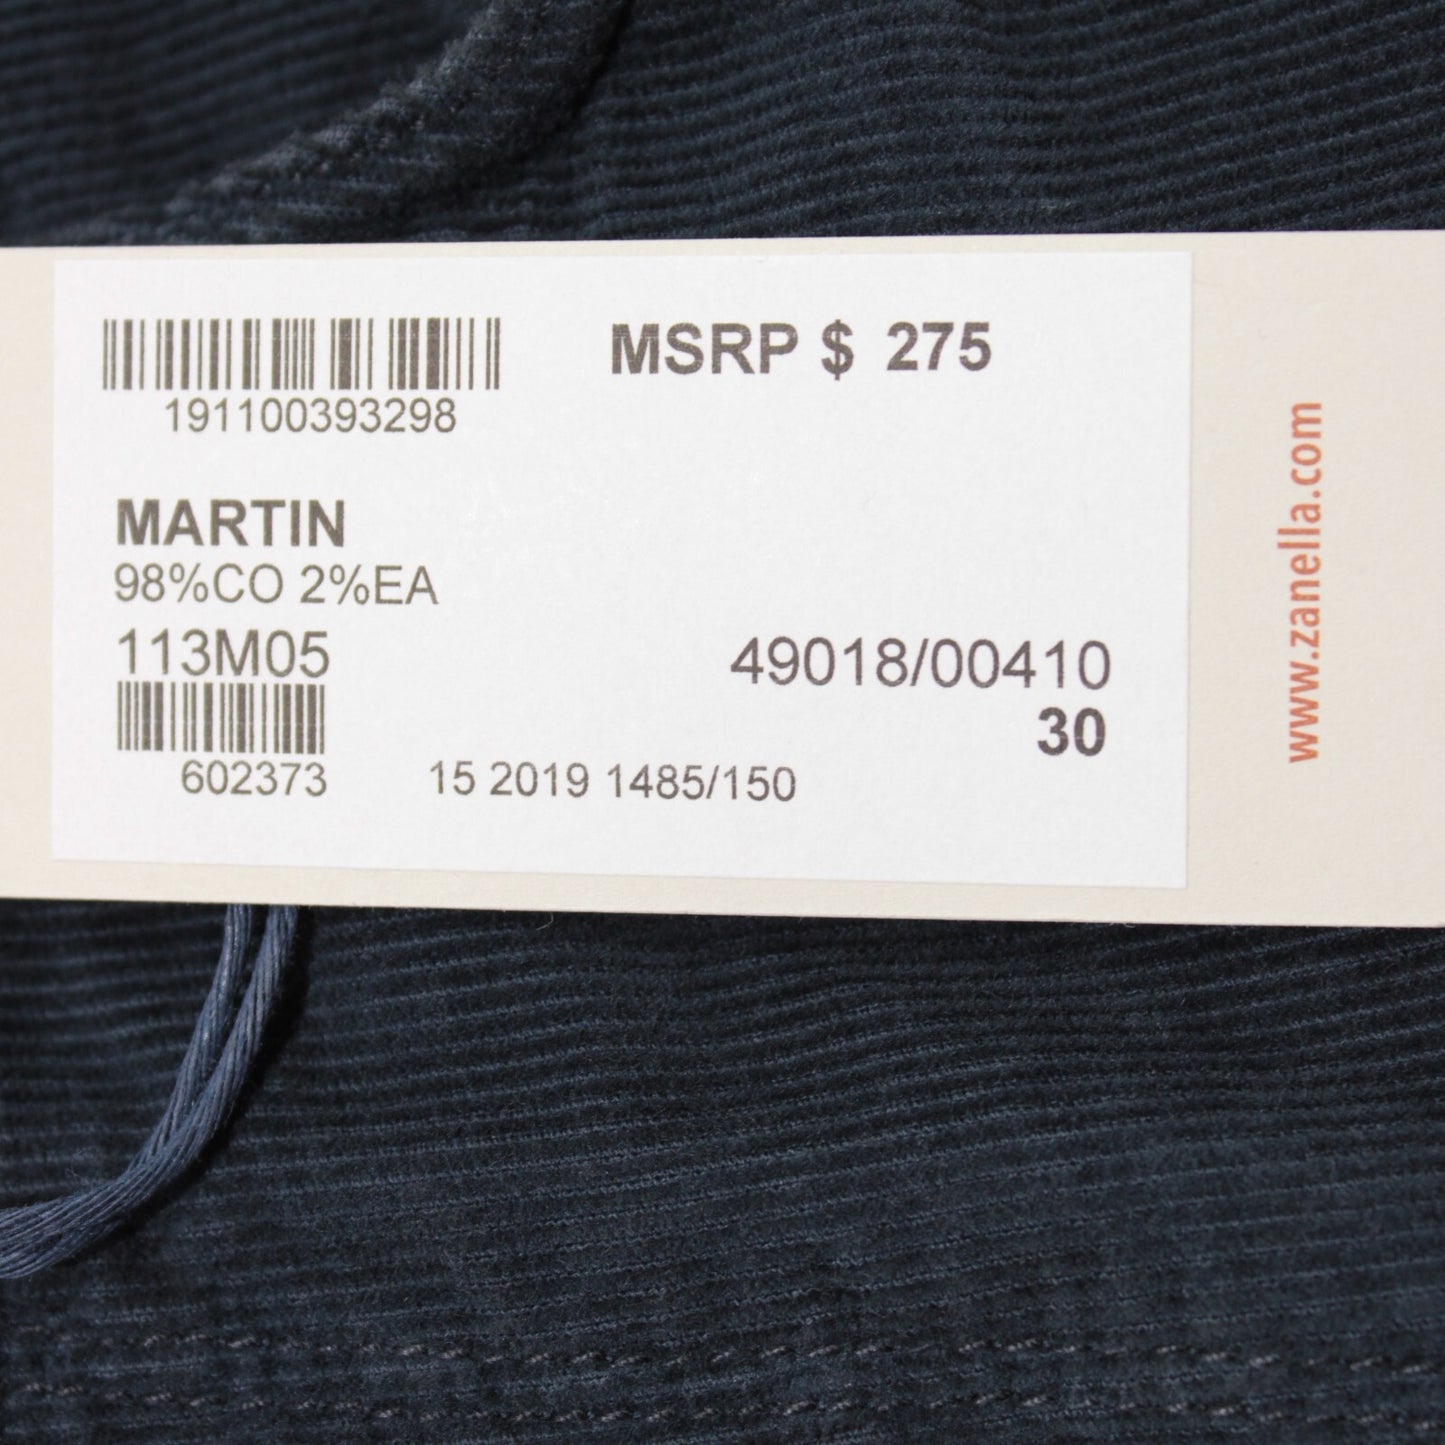 MSRP $ 275
191100393298
MARTIN
98%CO 2%EA
113M05
49018/00410
30
602373
15 2019 1485/150
www.zanella.com